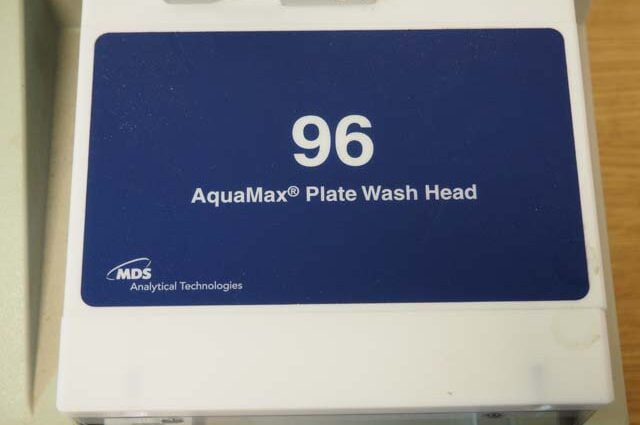 96
AquaMax® Plate Wash Head
MDS
Analytical Technologies